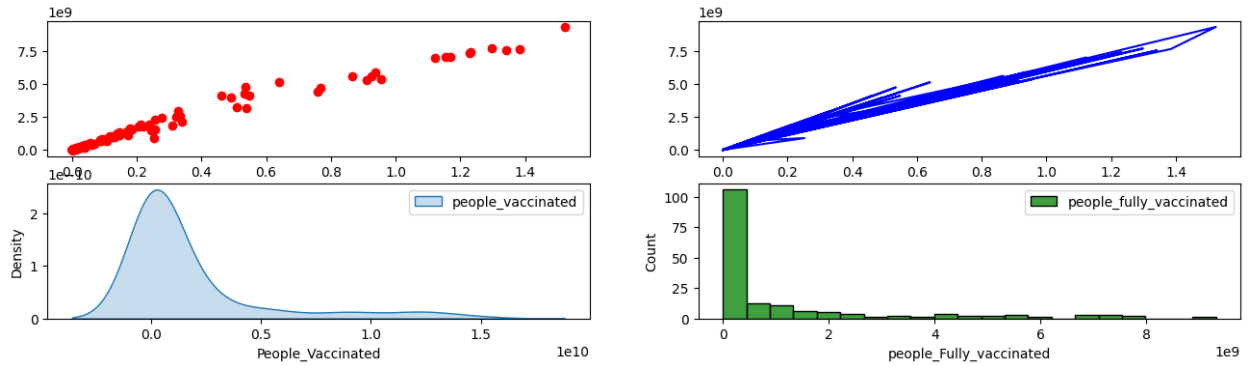 1e9
7.5
5.0
2.5
0.0
0.0 0.2 0.4 0.6 0.8 1.0 1.2 1.4
1e9
7.5
5.0
2.5
0.0
0.0 0.2 0.4 0.6 0.8 1.0 1.2 1.4
1e−10
people_vaccinated
2
1
0
Density
0.0 0.5 1.0 1.5
1e10
People_Vaccinated
people_fully_vaccinated
100
75
50
25
0
Count
0 2 4 6 8
1e9
people_Fully_vaccinated